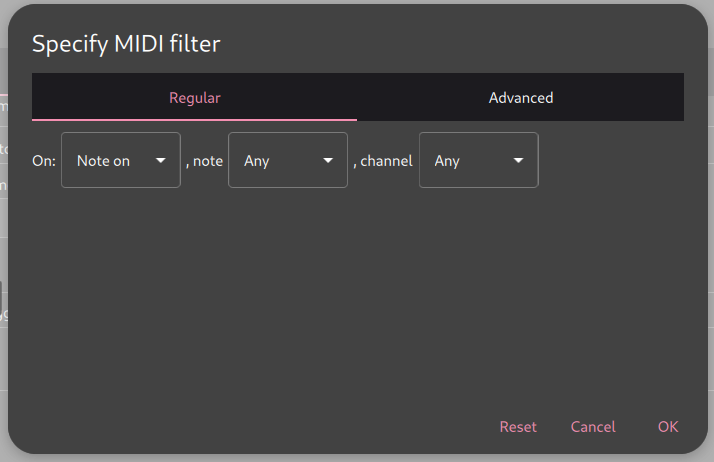 Specify MIDI filter
Regular Advanced
On: Note on , note Any , channel Any
Reset Cancel OK